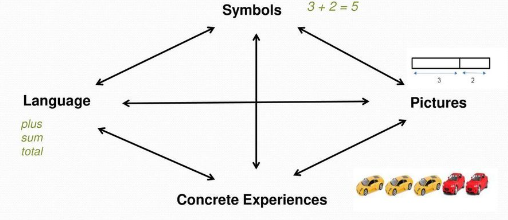 Symbols
3 + 2 = 5
3
2
Language
Pictures
plus
sum
total
Concrete Experiences